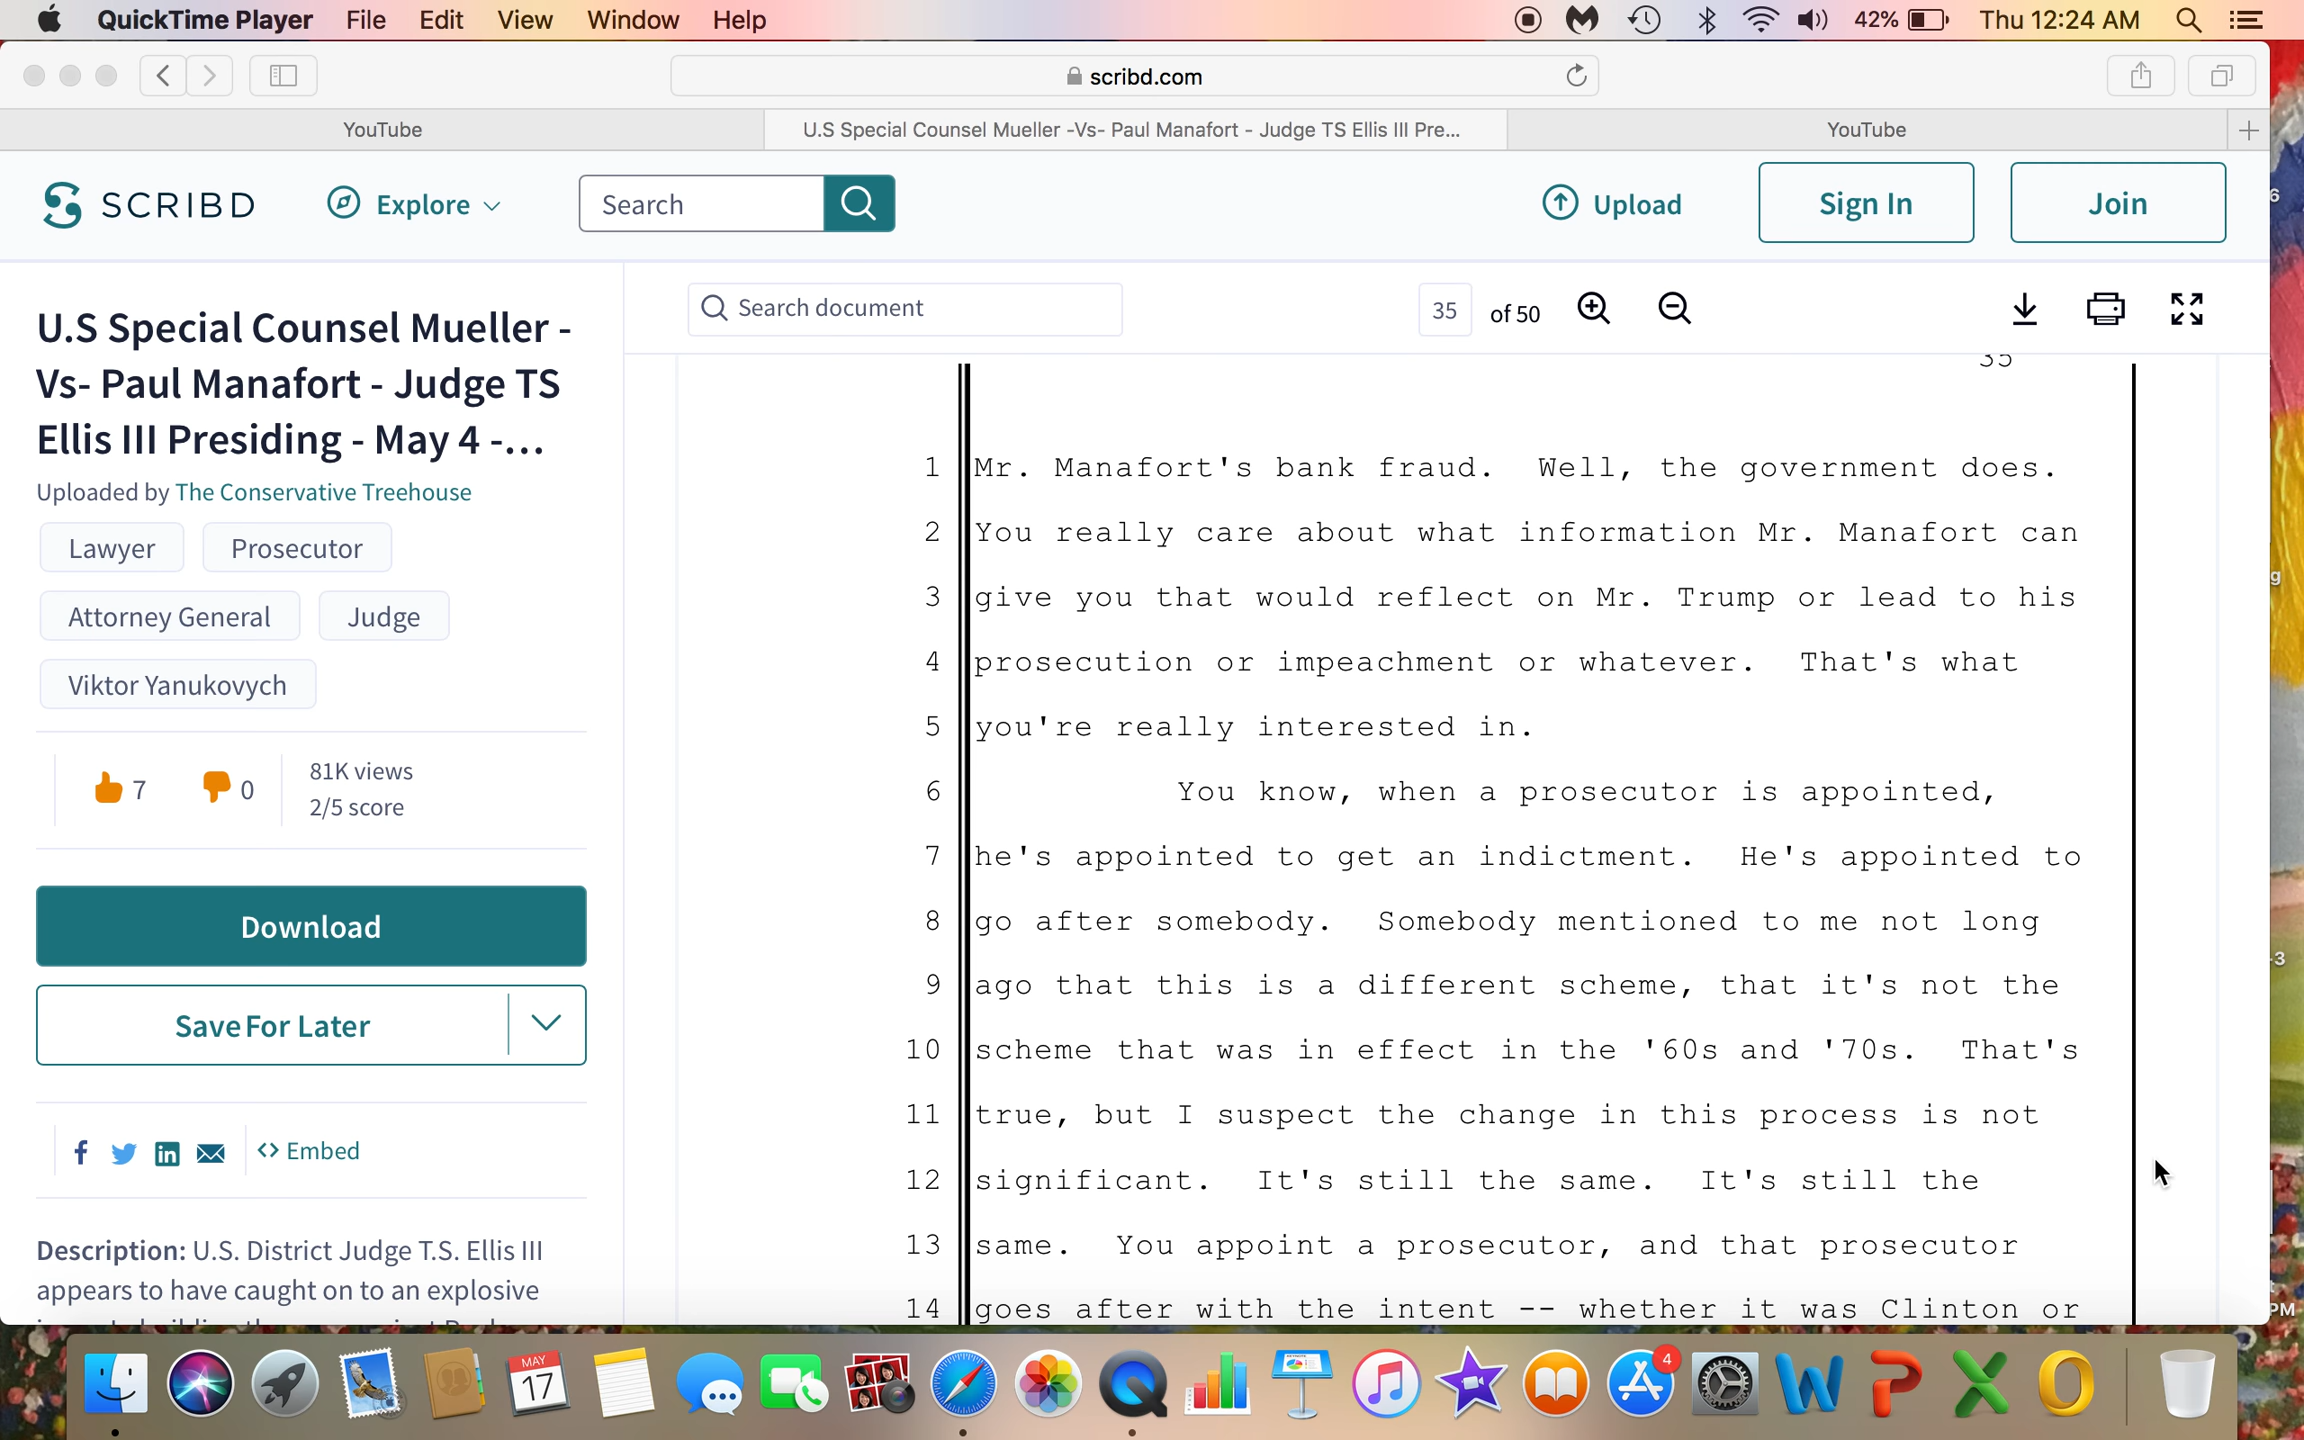 QuickTime Player File Edit View Window Help 42% Thu 12:24 AM
scribd.com
YouTube
U.S Special Counsel Mueller -Vs- Paul Manafort - Judge TS Ellis III Pre...
YouTube
SCRIBD Explore Search Upload Sign In Join
Search document 35 of 50
U.S Special Counsel Mueller -
Vs- Paul Manafort - Judge TS
Ellis III Presiding - May 4 -...
Uploaded by The Conservative Treehouse
Lawyer Prosecutor
Attorney General Judge
Viktor Yanukovych
7 0
81K views
2/5 score
Download
Save For Later
<> Embed
Description: U.S. District Judge T.S. Ellis III
appears to have caught on to an explosive
35
1 Mr. Manafort's bank fraud. Well, the government does.
2 You really care about what information Mr. Manafort can
3 give you that would reflect on Mr. Trump or lead to his
4 prosecution or impeachment or whatever. That's what
5 you're really interested in.
6 You know, when a prosecutor is appointed,
7 he's appointed to get an indictment. He's appointed to
8 go after somebody. Somebody mentioned to me not long
9 ago that this is a different scheme, that it's not the
10 scheme that was in effect in the '60s and '70s. That's
11 true, but I suspect the change in this process is not
12 significant. It's still the same. It's still the
13 same. You appoint a prosecutor, and that prosecutor
14 goes after with the intent -- whether it was Clinton or
6
g
-3
PM
MAY
17
4